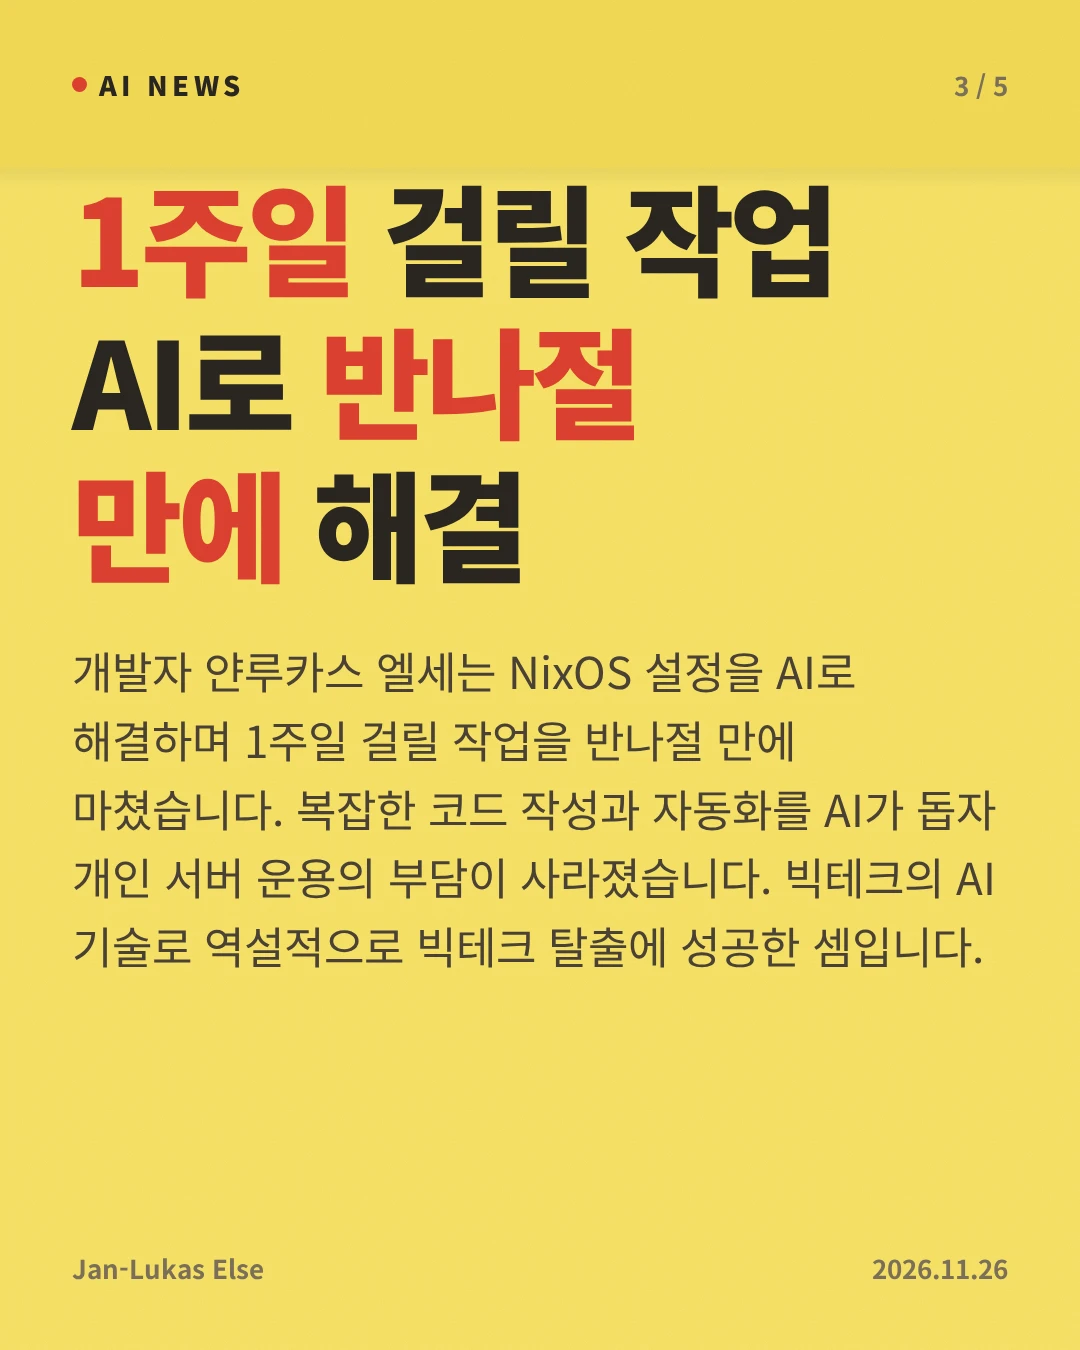 AI NEWS
3 / 5
1주일 걸릴 작업
AI로 반나절
만에 해결
개발자 얀루카스 엘세는 NixOS 설정을 AI로
해결하며 1주일 걸릴 작업을 반나절 만에
마쳤습니다. 복잡한 코드 작성과 자동화를 AI가 돕자
개인 서버 운용의 부담이 사라졌습니다. 빅테크의 AI
기술로 역설적으로 빅테크 탈출에 성공한 셈입니다.
Jan-Lukas Else
2026.11.26